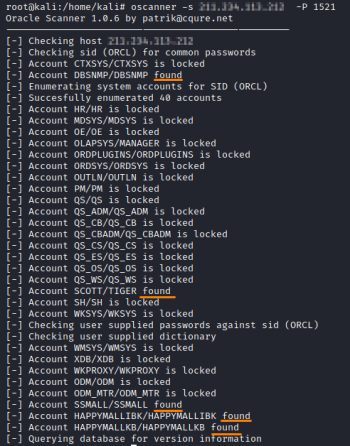 root@kali:/home/kali# oscanner -s -P 1521
Oracle Scanner 1.0.6 by patrik@cqure.net
[-] Checking host
[-] Checking sid (ORCL) for common passwords
[-] Account CTXSYS/CTXSYS is locked
[-] Account DBSNMP/DBSNMP found
[-] Enumerating system accounts for SID (ORCL)
[-] Succesfully enumerated 40 accounts
[-] Account HR/HR is locked
[-] Account MDSYS/MDSYS is locked
[-] Account OE/OE is locked
[-] Account OLAPSYS/MANAGER is locked
[-] Account ORDPLUGINS/ORDPLUGINS is locked
[-] Account ORDSYS/ORDSYS is locked
[-] Account OUTLN/OUTLN is locked
[-] Account PM/PM is locked
[-] Account QS/QS is locked
[-] Account QS_ADM/QS_ADM is locked
[-] Account QS_CB/QS_CB is locked
[-] Account QS_CBADM/QS_CBADM is locked
[-] Account QS_CS/QS_CS is locked
[-] Account QS_ES/QS_ES is locked
[-] Account QS_OS/QS_OS is locked
[-] Account QS_WS/QS_WS is locked
[-] Account SCOTT/TIGER found
[-] Account SH/SH is locked
[-] Account WKSYS/WKSYS is locked
[-] Checking user supplied passwords against sid (ORCL)
[-] Checking user supplied dictionary
[-] Account WMSYS/WMSYS is locked
[-] Account XDB/XDB is locked
[-] Account WKPROXY/WKPROXY is locked
[-] Account ODM/ODM is locked
[-] Account ODM_MTR/ODM_MTR is locked
[-] Account SSMALL/SSMALL found
[-] Account HAPPYMALLIBK/HAPPYMALLIBK found
[-] Account HAPPYMALLKB/HAPPYMALLKB found
[-] Querying database for version information